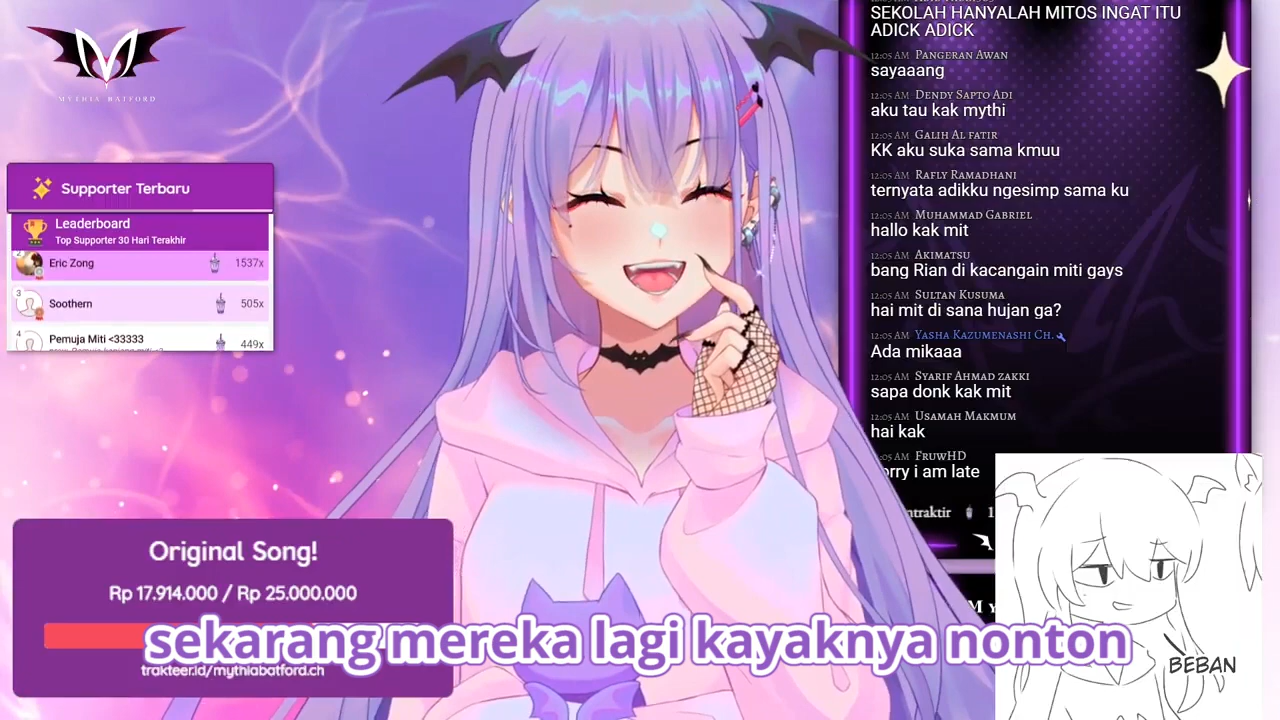 MYTHIA BATFORD
Supporter Terbaru
Leaderboard
Top Supporter 30 Hari Terakhir
2
Eric Zong 1537x
3
Soothern 505x
4
Pemuja Miti <33333 449x
Original Song!
Rp 17.914.000 / Rp 25.000.000
trakteer.id/mythiabatford.ch
SEKOLAH HANYALAH MITOS INGAT ITU
ADICK ADICK
12:05 AM Pangeran Awan
sayaaang
12:05 AM Dendy Sapto Adi
aku tau kak mythi
12:05 AM Galih Al fatir
KK aku suka sama kmuu
12:05 AM Rafly Ramadhani
ternyata adikku ngesimp sama ku
12:05 AM Muhammad Gabriel
hallo kak mit
12:05 AM Akimatsu
bang Rian di kacangain miti gays
12:05 AM Sultan Kusuma
hai mit di sana hujan ga?
12:05 AM Yasha Kazumenashi Ch.
Ada mikaaa
12:05 AM Syarif Ahmad zakki
sapa donk kak mit
12:05 AM Usamah Makmum
hai kak
:05 AM FruwHD
orry i am late
ntraktir 1
M
BEBAN
sekarang mereka lagi kayaknya nonton